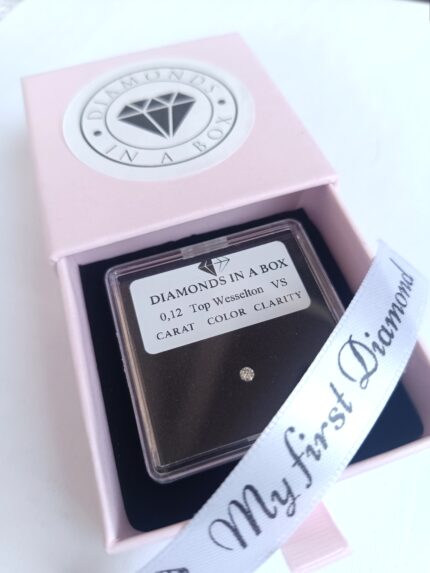 DIAMONDS
IN A BOX
DIAMONDS IN A BOX
0,12 Top Wesselton VS
CARAT COLOR CLARITY
My first Diamond